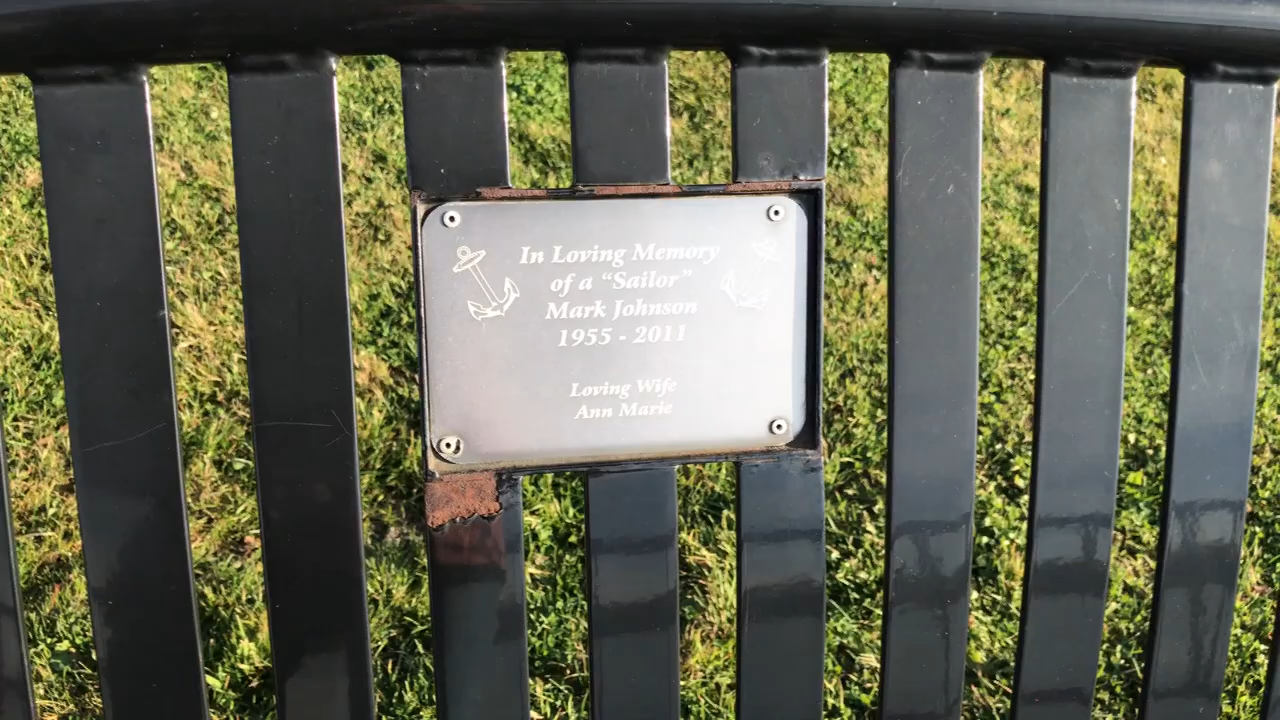 In Loving Memory
of a “Sailor”
Mark Johnson
1955 - 2011
Loving Wife
Ann Marie